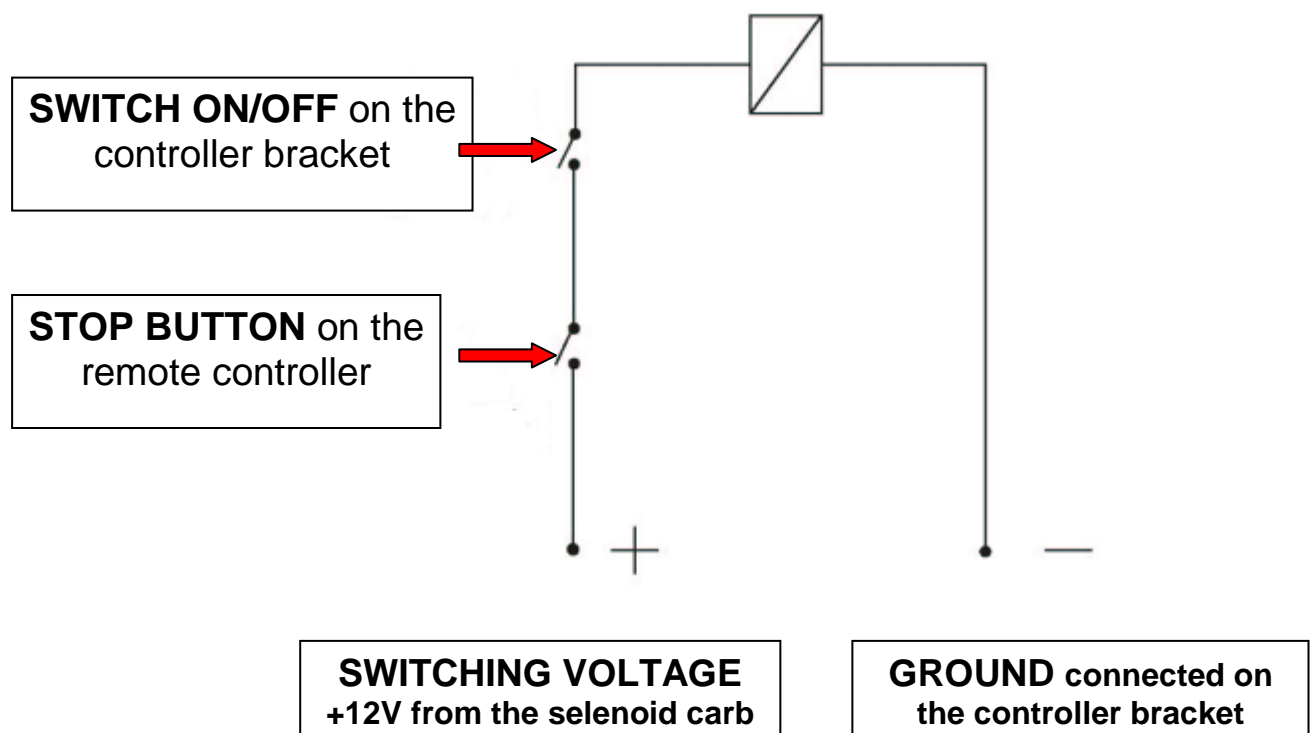 SWITCH ON/OFF on the
controller bracket
STOP BUTTON on the
remote controller
+
—
SWITCHING VOLTAGE
+12V from the selenoid carb
GROUND connected on
the controller bracket